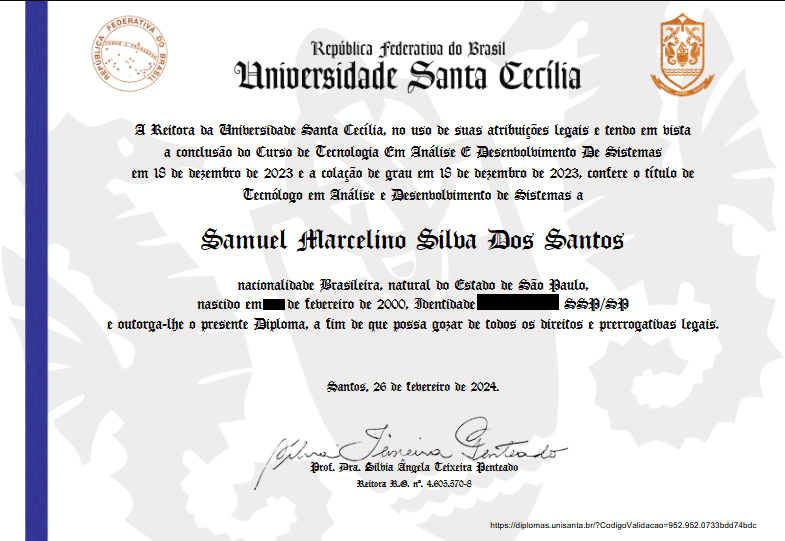 REPÚBLICA FEDERATIVA DO BRASIL
ORDEM E PROGRESSO
República Federativa do Brasil
Universidade Santa Cecília
A Reitora da Universidade Santa Cecília, no uso de suas atribuições legais e tendo em vista
a conclusão do Curso de Tecnologia Em Análise E Desenvolvimento De Sistemas
em 18 de dezembro de 2023 e a colação de grau em 18 de dezembro de 2023, confere o título de
Tecnólogo em Análise e Desenvolvimento de Sistemas a
Samuel Marcelino Silva Dos Santos
nacionalidade Brasileira, natural do Estado de São Paulo,
nascido em de fevereiro de 2000, Identidade SSP/SP
e outorga-lhe o presente Diploma, a fim de que possa gozar de todos os direitos e prerrogativas legais.
Santos, 26 de fevereiro de 2024.
Sílvia Teixeira Penteado
Prof. Dra. Sílvia Ângela Teixeira Penteado
Reitora R.G. nº. 4.603.570-8
https://diplomas.unisanta.br/?CodigoValidacao=952.952.0733bdd74bdc